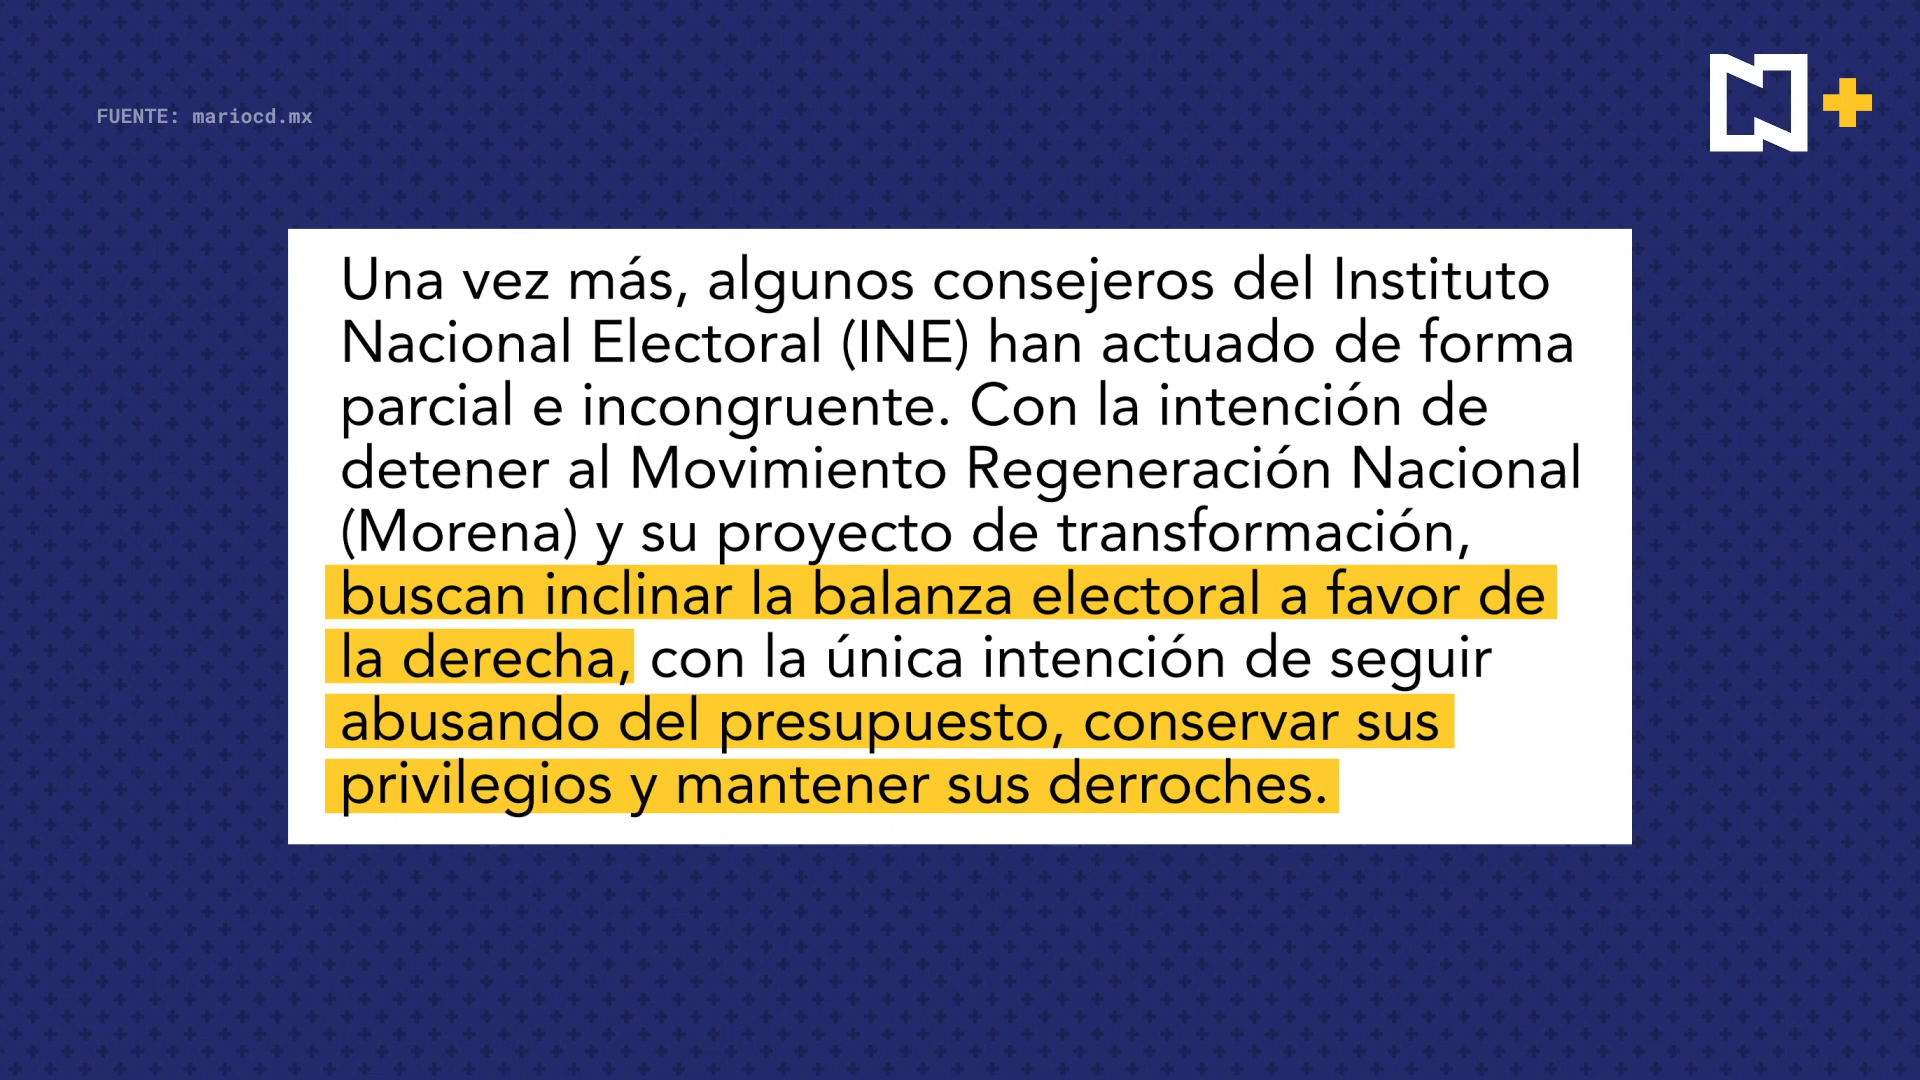 FUENTE: mariocd.mx
N+
Una vez más, algunos consejeros del Instituto
Nacional Electoral (INE) han actuado de forma
parcial e incongruente. Con la intención de
detener al Movimiento Regeneración Nacional
(Morena) y su proyecto de transformación,
buscan inclinar la balanza electoral a favor de
la derecha, con la única intención de seguir
abusando del presupuesto, conservar sus
privilegios y mantener sus derroches.